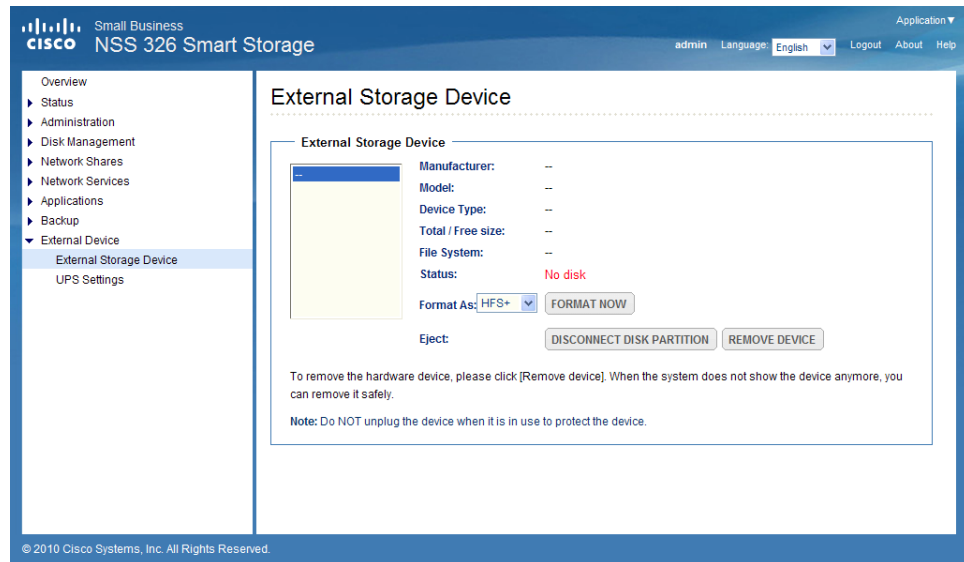 Small Business
CISCO NSS 326 Smart Storage
Application▼
admin Language: English Logout About Help
Overview
Status
Administration
Disk Management
Network Shares
Network Services
Applications
Backup
External Device
External Storage Device
UPS Settings
External Storage Device
External Storage Device
--
Manufacturer: --
Model: --
Device Type: --
Total / Free size: --
File System: --
Status: No disk
Format As: HFS+ FORMAT NOW
Eject: DISCONNECT DISK PARTITION REMOVE DEVICE
To remove the hardware device, please click [Remove device]. When the system does not show the device anymore, you
can remove it safely.
Note: Do NOT unplug the device when it is in use to protect the device.
© 2010 Cisco Systems, Inc. All Rights Reserved.